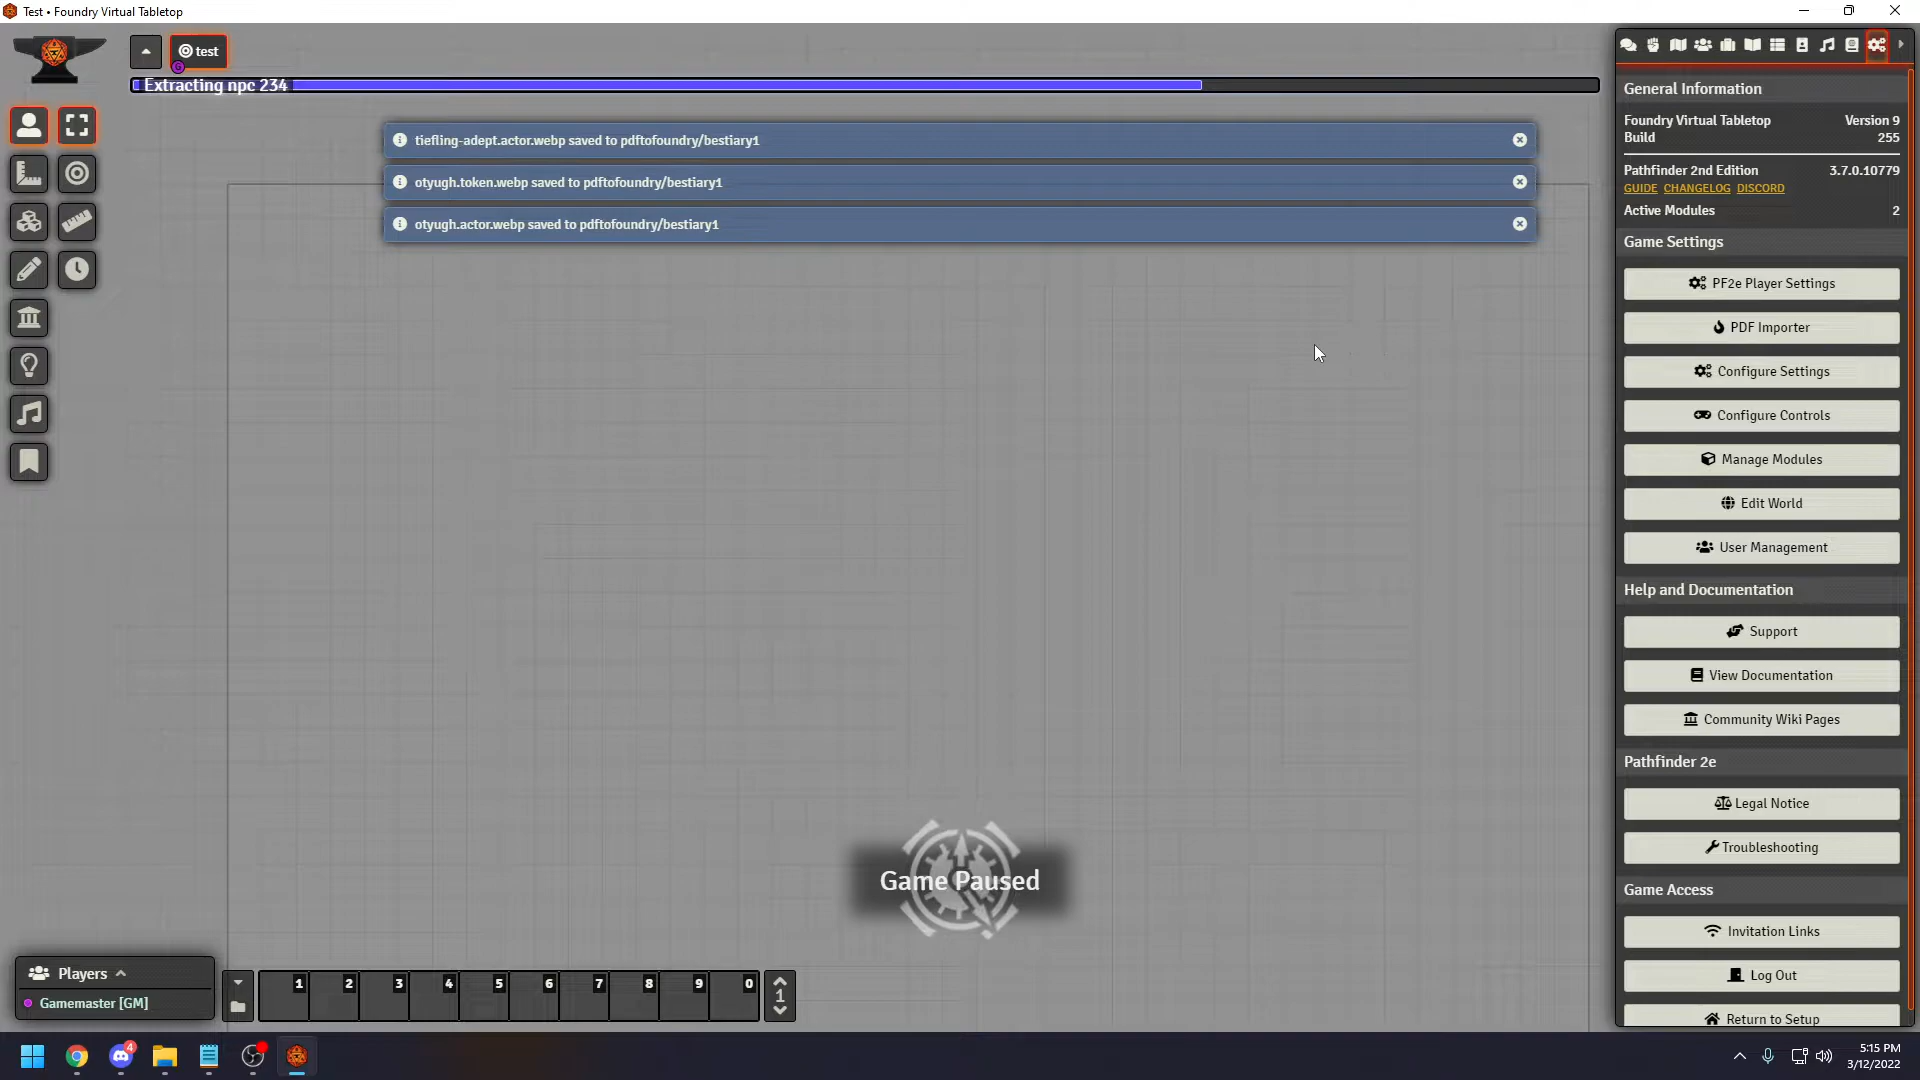 Test • Foundry Virtual Tabletop
test
G
Extracting npc 234
tiefling-adept.actor.webp saved to pdftofoundry/bestiary1
otyugh.token.webp saved to pdftofoundry/bestiary1
otyugh.actor.webp saved to pdftofoundry/bestiary1
General Information
Foundry Virtual Tabletop Version 9
Build 255
Pathfinder 2nd Edition 3.7.0.10779
GUIDE CHANGELOG DISCORD
Active Modules 2
Game Settings
PF2e Player Settings
PDF Importer
Configure Settings
Configure Controls
Manage Modules
Edit World
User Management
Help and Documentation
Support
View Documentation
Community Wiki Pages
Pathfinder 2e
Legal Notice
Troubleshooting
Game Access
Invitation Links
Log Out
Return to Setup
Game Paused
Players
Gamemaster [GM]
1 2 3 4 5 6 7 8 9 0
1
4
5:15 PM
3/12/2022